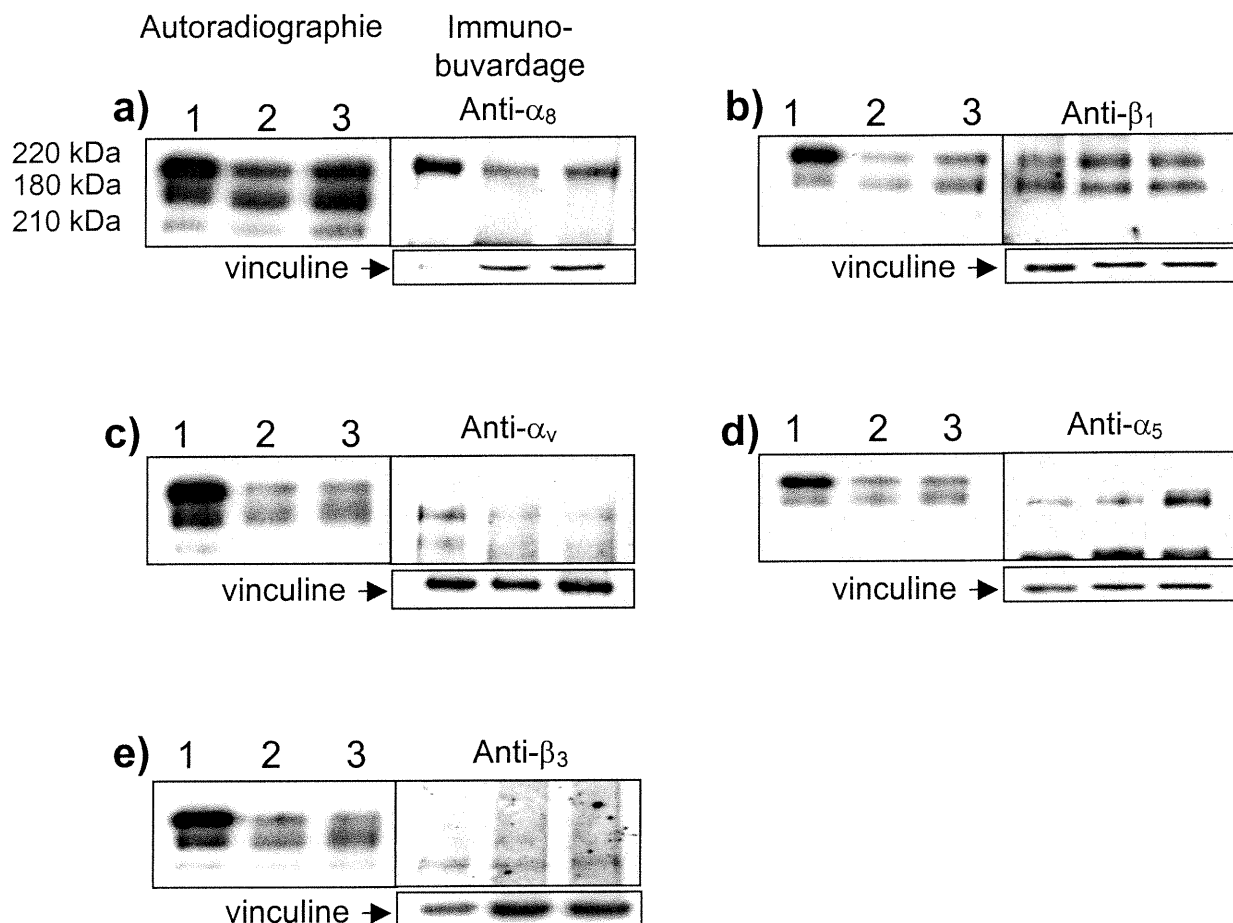 Autoradiographie
Immuno-
buvardage
a) 1 2 3 Anti-α8
220 kDa
180 kDa
210 kDa
vinculine
b) 1 2 3 Anti-β1
vinculine
c) 1 2 3 Anti-αv
vinculine
d) 1 2 3 Anti-α5
vinculine
e) 1 2 3 Anti-β3
vinculine